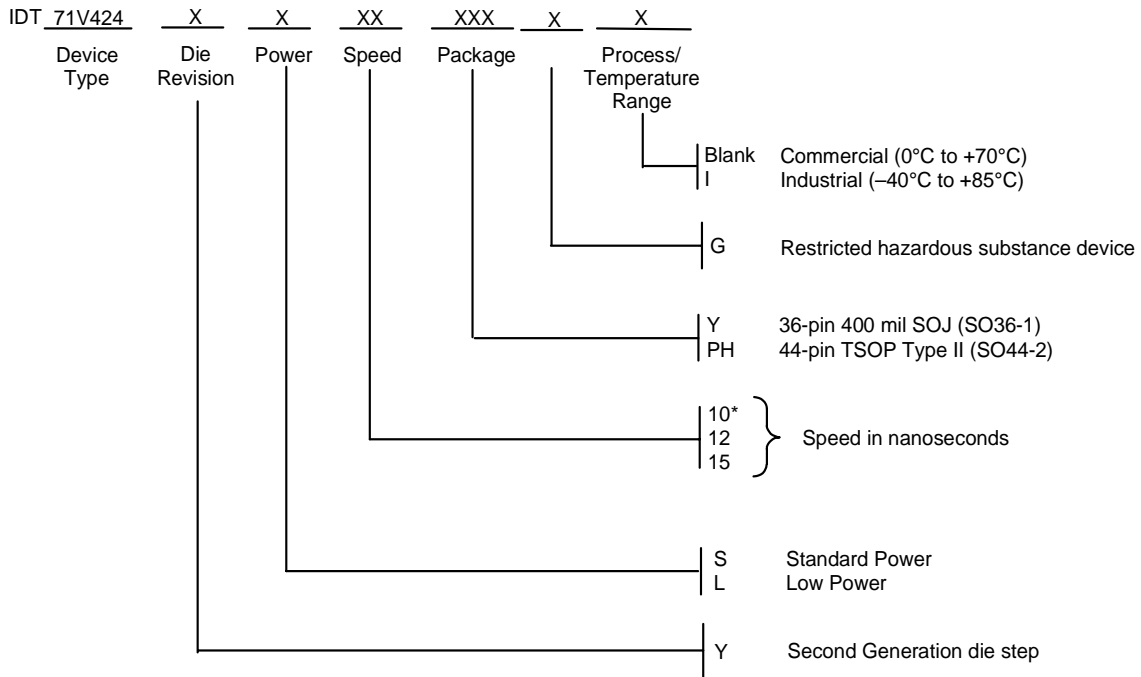 IDT 71V424 X X XX XXX X X
Device Type
Die Revision
Power
Speed
Package
Process/ Temperature Range
Blank Commercial (0°C to +70°C)
I Industrial (–40°C to +85°C)
G Restricted hazardous substance device
Y 36-pin 400 mil SOJ (SO36-1)
PH 44-pin TSOP Type II (SO44-2)
10*
12 Speed in nanoseconds
15
S Standard Power
L Low Power
Y Second Generation die step